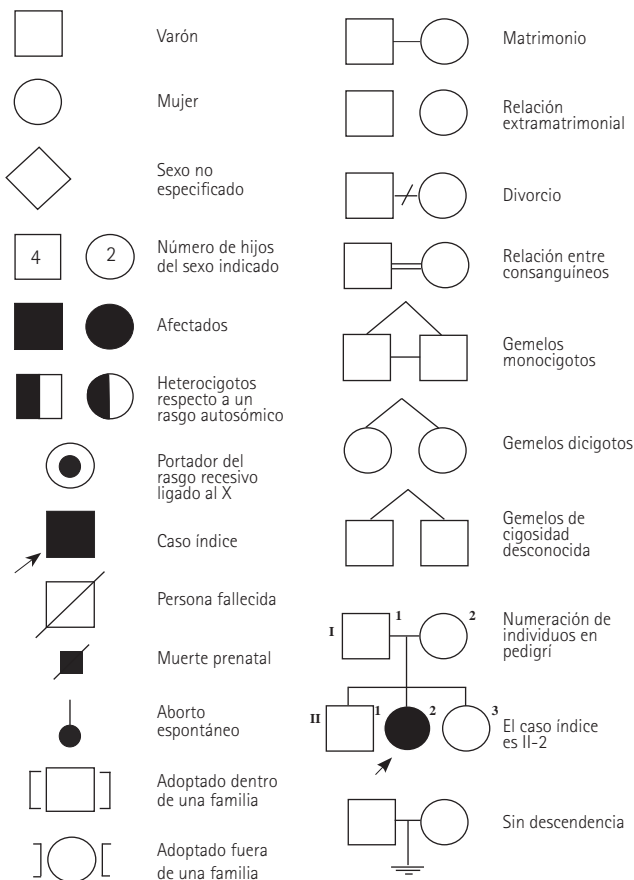 Varón
Mujer
Sexo no
especificado
4
2
Número de hijos
del sexo indicado
Afectados
Heterocigotos
respecto a un
rasgo autosómico
Portador del
rasgo recesivo
ligado al X
Caso índice
Persona fallecida
Muerte prenatal
Aborto
espontáneo
Adoptado dentro
de una familia
Adoptado fuera
de una familia
Matrimonio
Relación
extramatrimonial
Divorcio
Relación entre
consanguíneos
Gemelos
monocigotos
Gemelos dicigotos
Gemelos de
cigosidad
desconocida
I
1
2
Numeración de
individuos en
pedigrí
II
1
2
3
El caso índice
es II-2
Sin descendencia